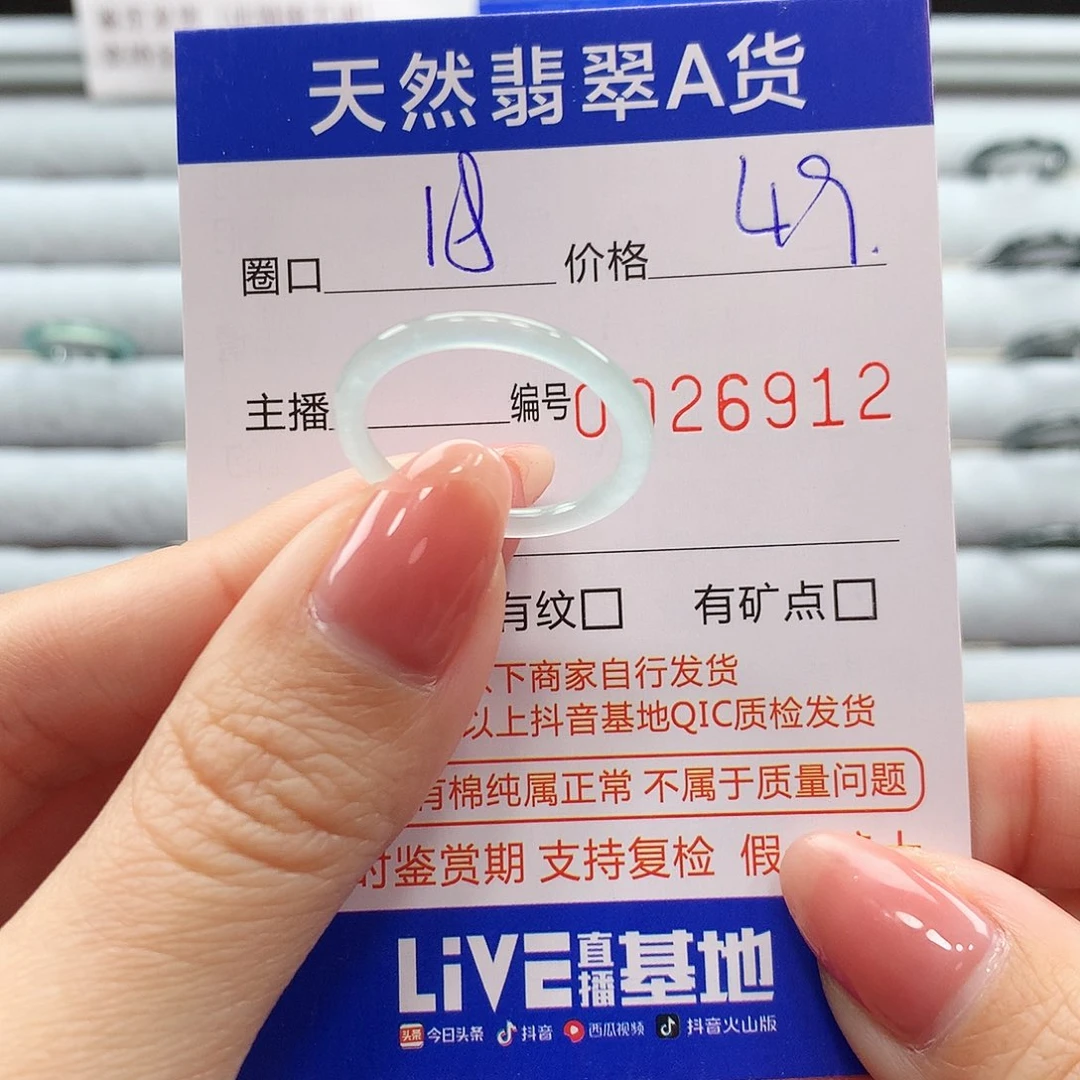 天然翡翠A货
圈口 18 价格 49.
主播 编号 0026912
有纹□ 有矿点□
下商家自行发货
以上抖音基地QIC质检发货
有棉纯属正常 不属于质量问题
时鉴赏期 支持复检 假
LiVE直播基地
头条 今日头条 抖音 西瓜视频 抖音火山版